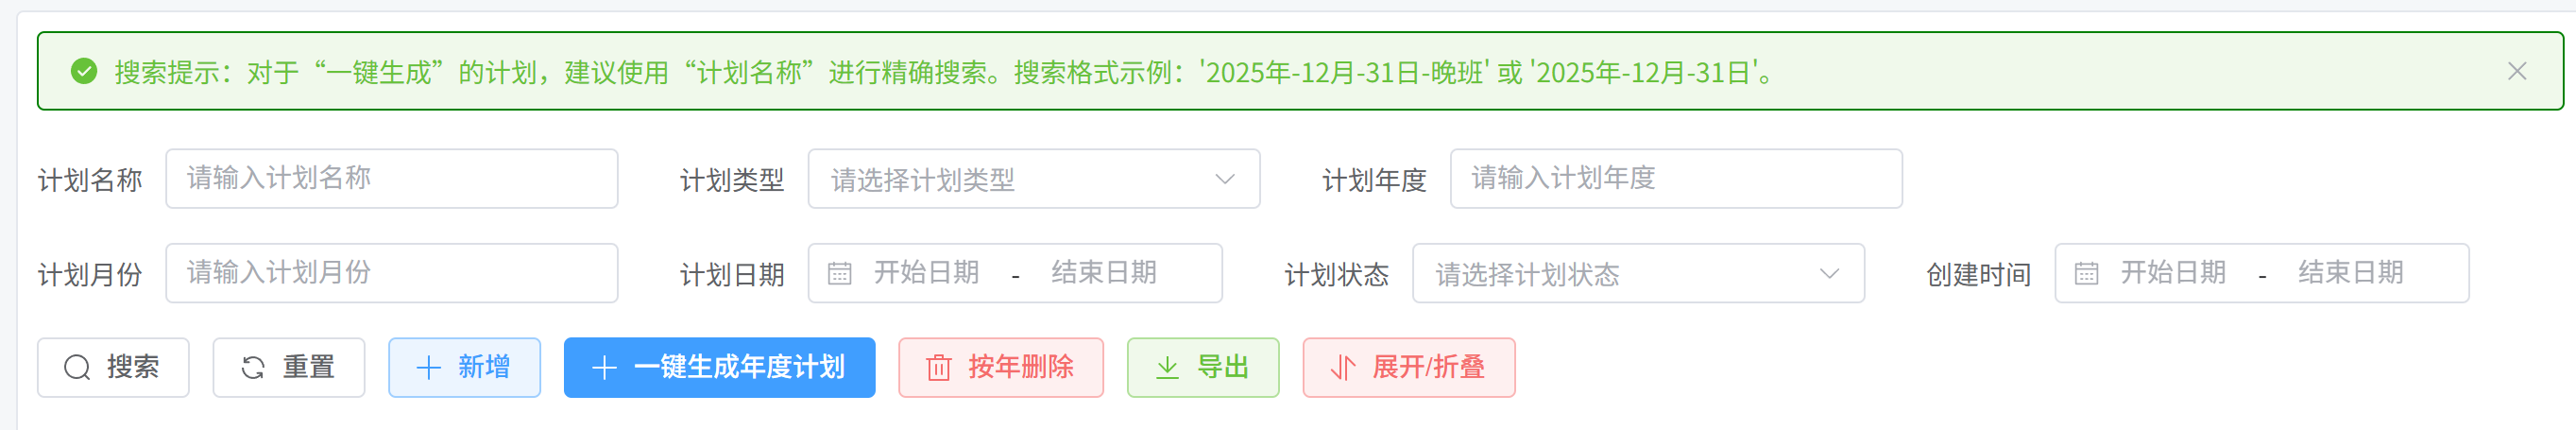 搜索提示：对于“一键生成”的计划，建议使用“计划名称”进行精确搜索。搜索格式示例：'2025年-12月-31日-晚班' 或 '2025年-12月-31日'。
计划名称 请输入计划名称 计划类型 请选择计划类型 计划年度 请输入计划年度
计划月份 请输入计划月份 计划日期 开始日期 - 结束日期 计划状态 请选择计划状态 创建时间 开始日期 - 结束日期
搜索 重置 新增 一键生成年度计划 按年删除 导出 展开/折叠